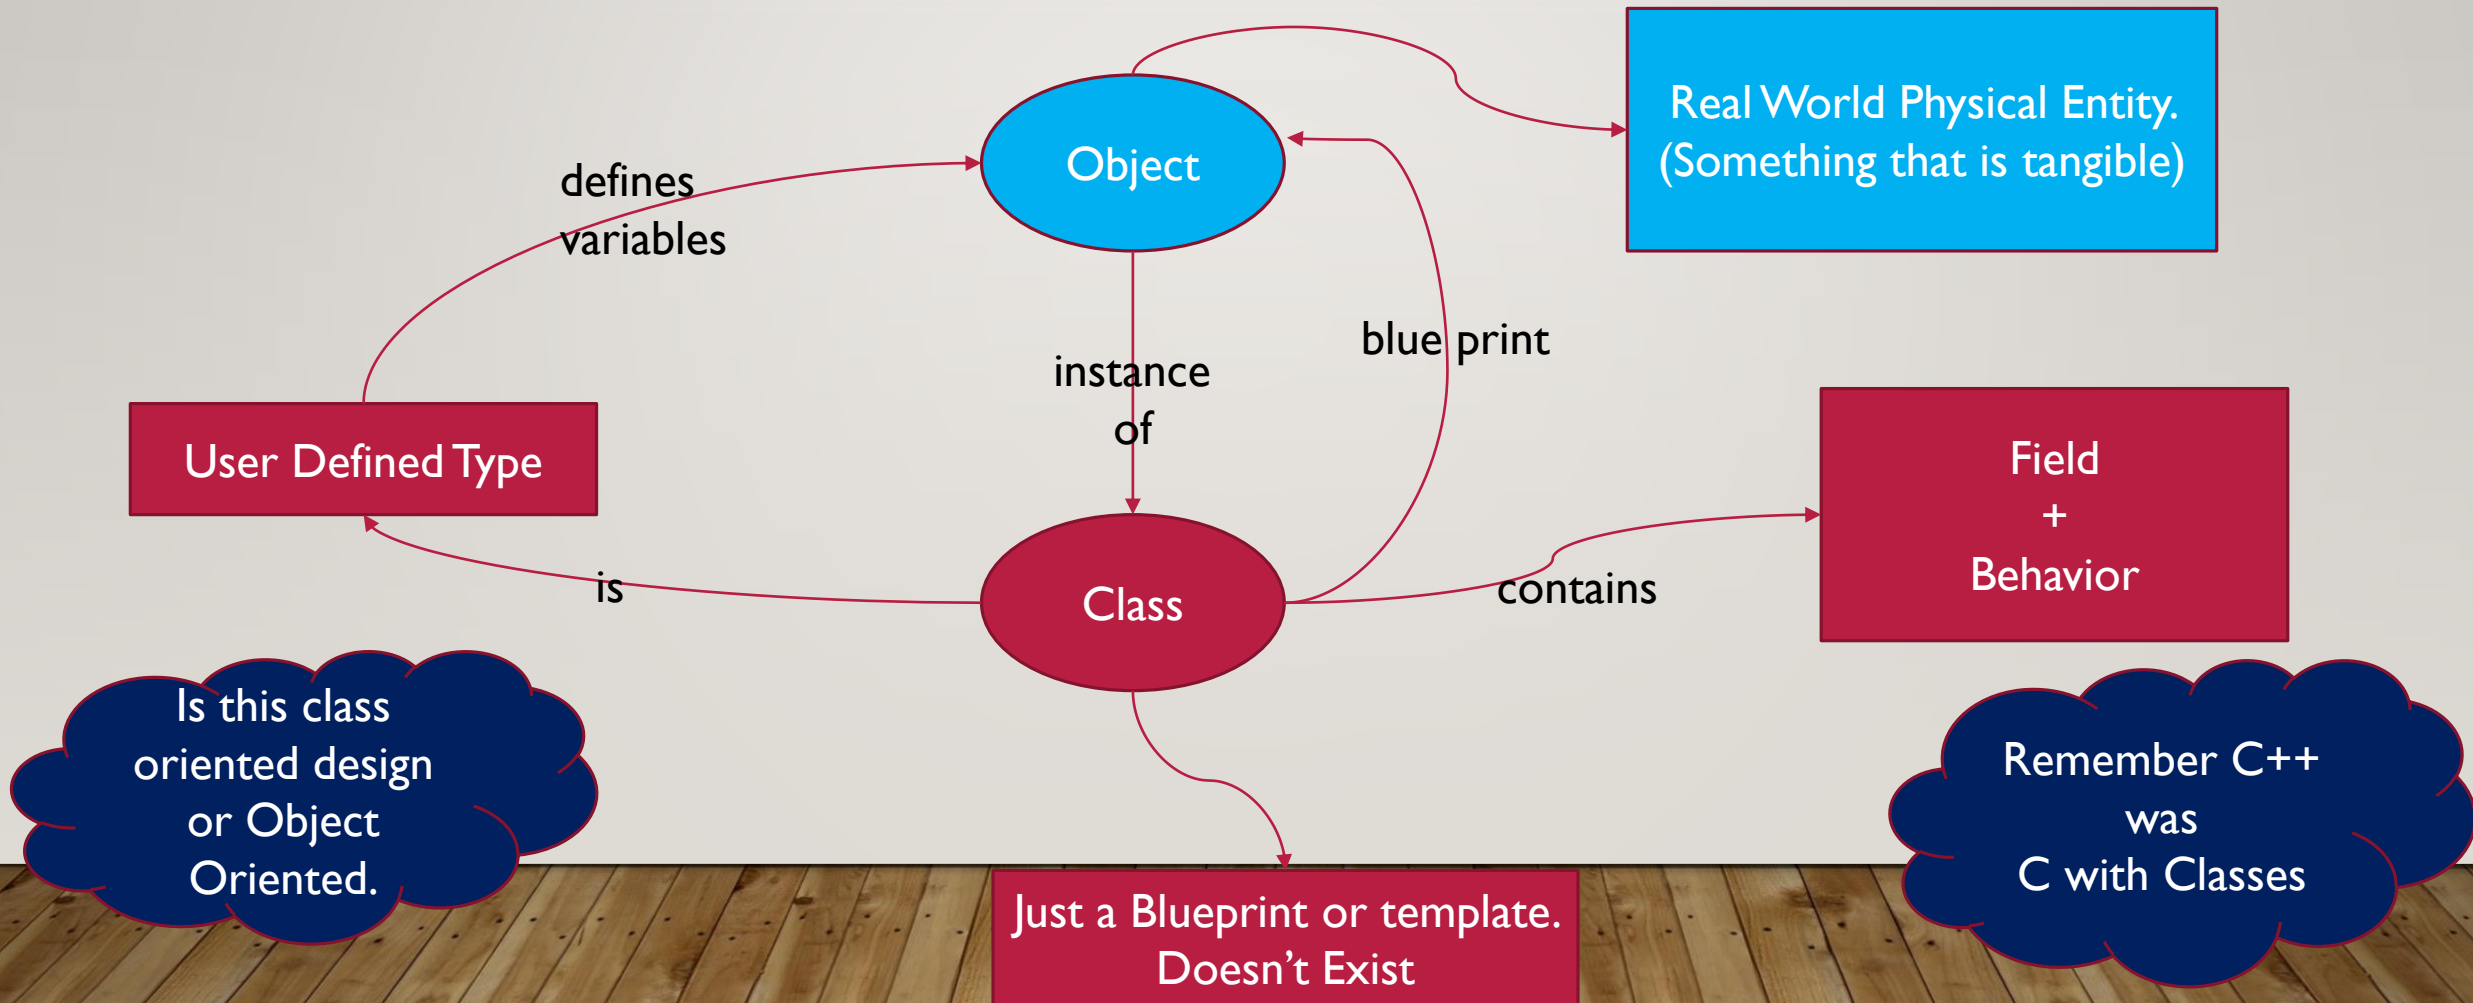 Real World Physical Entity.
(Something that is tangible)
Object
defines
variables
blue print
instance
of
User Defined Type
Field
+
Behavior
is
contains
Class
Is this class
oriented design
or Object
Oriented.
Remember C++
was
C with Classes
Just a Blueprint or template.
Doesn't Exist